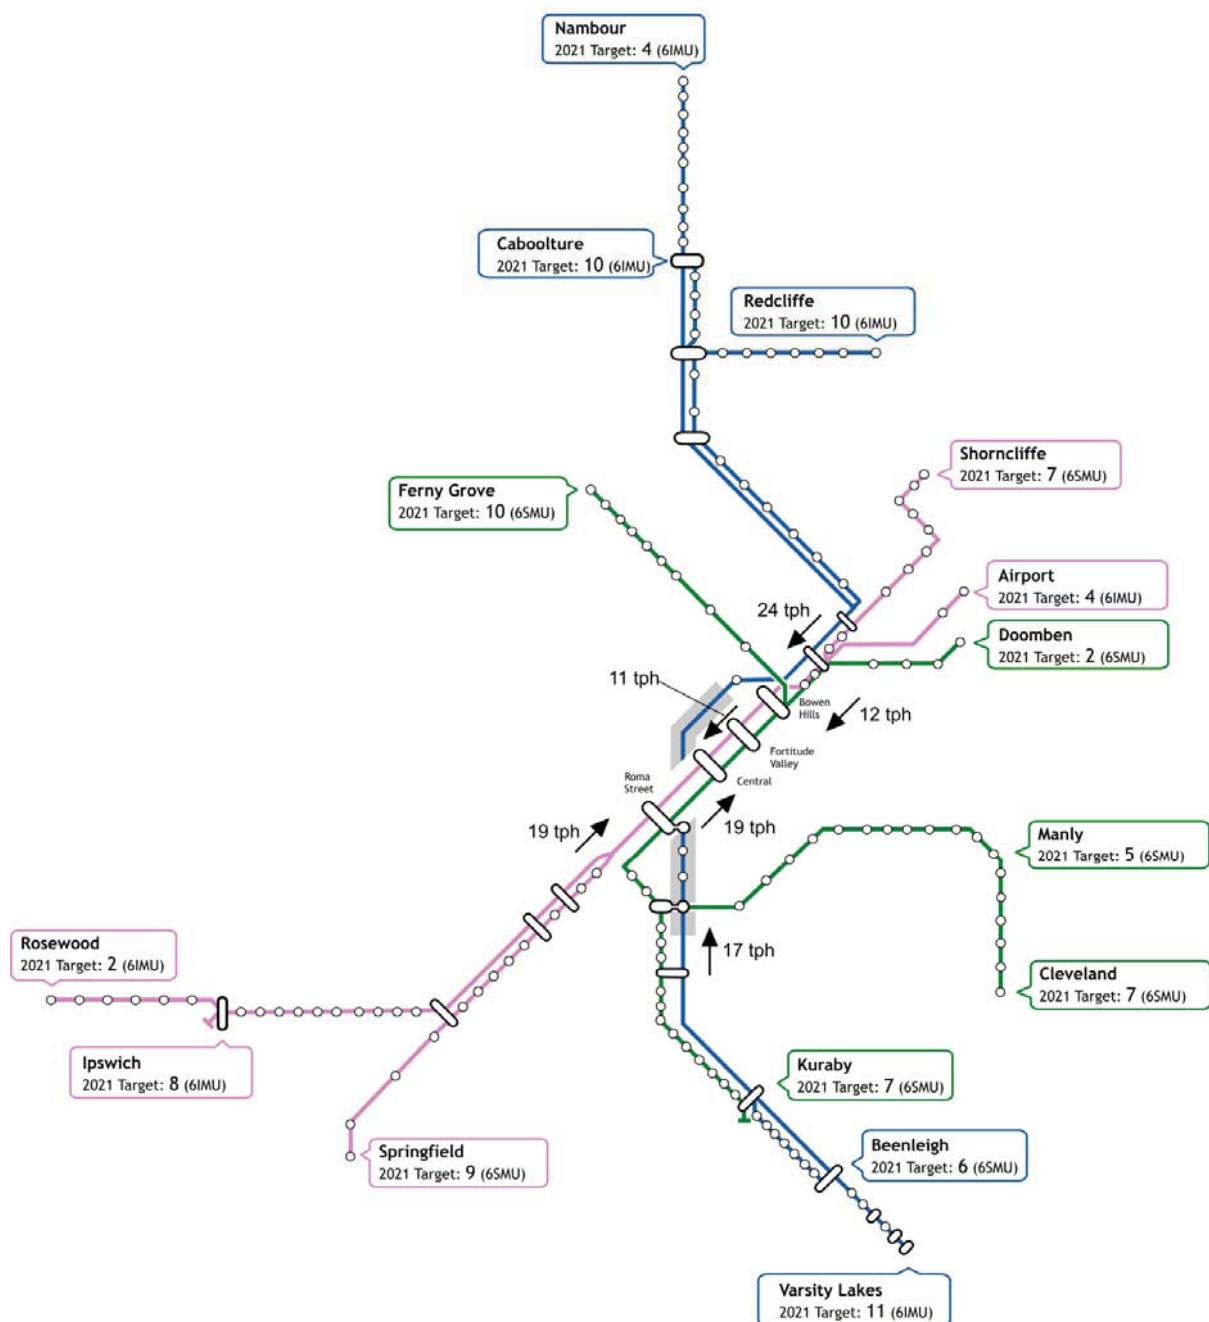 Nambour
2021 Target: 4 (6IMU)
Caboolture
2021 Target: 10 (6IMU)
Redcliffe
2021 Target: 10 (6IMU)
Shorncliffe
2021 Target: 7 (6SMU)
Ferny Grove
2021 Target: 10 (6SMU)
Airport
2021 Target: 4 (6IMU)
24 tph
Doomben
2021 Target: 2 (6SMU)
11 tph
Bowen
Hills
12 tph
Fortitude
Valley
Roma
Street
Central
19 tph
19 tph
Manly
2021 Target: 5 (6SMU)
17 tph
Rosewood
2021 Target: 2 (6IMU)
Cleveland
2021 Target: 7 (6SMU)
Ipswich
2021 Target: 8 (6IMU)
Kuraby
2021 Target: 7 (6SMU)
Springfield
2021 Target: 9 (6SMU)
Beenleigh
2021 Target: 6 (6SMU)
Varsity Lakes
2021 Target: 11 (6IMU)